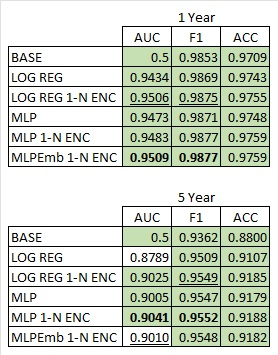 1 Year
AUC F1 ACC
BASE 0.5 0.9853 0.9709
LOG REG 0.9434 0.9869 0.9743
LOG REG 1-N ENC 0.9506 0.9875 0.9755
MLP 0.9473 0.9871 0.9748
MLP 1-N ENC 0.9483 0.9877 0.9759
MLPEmb 1-N ENC 0.9509 0.9877 0.9759
5 Year
AUC F1 ACC
BASE 0.5 0.9362 0.8800
LOG REG 0.8789 0.9509 0.9107
LOG REG 1-N ENC 0.9025 0.9549 0.9185
MLP 0.9005 0.9547 0.9179
MLP 1-N ENC 0.9041 0.9552 0.9188
MLPEmb 1-N ENC 0.9010 0.9548 0.9182